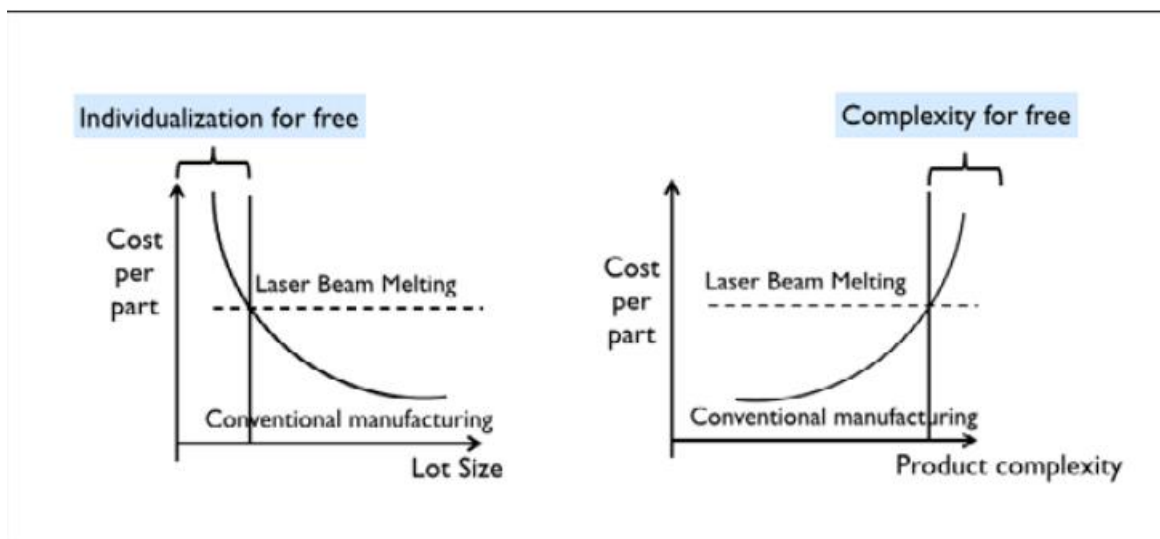 Individualization for free
Cost
per
part
Laser Beam Melting
Conventional manufacturing
Lot Size
Complexity for free
Cost
per
part
Laser Beam Melting
Conventional manufacturing
Product complexity